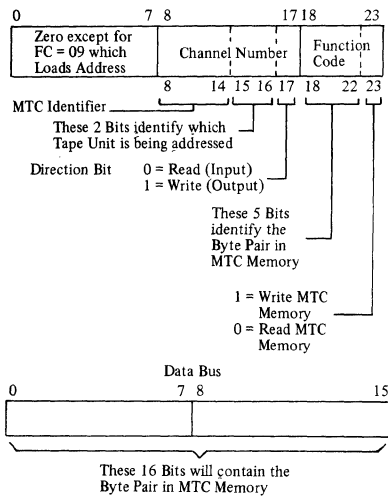 0 7 8 17 18 23
Zero except for
FC = 09 which
Loads Address
Channel Number
Function
Code
8 14 15 16 17 18 22 23
MTC Identifier
These 2 Bits identify which
Tape Unit is being addressed
Direction Bit 0 = Read (Input)
1 = Write (Output)
These 5 Bits
identify the
Byte Pair in
MTC Memory
1 = Write MTC
Memory
0 = Read MTC
Memory
Data Bus
0 7 8 15
These 16 Bits will contain the
Byte Pair in MTC Memory